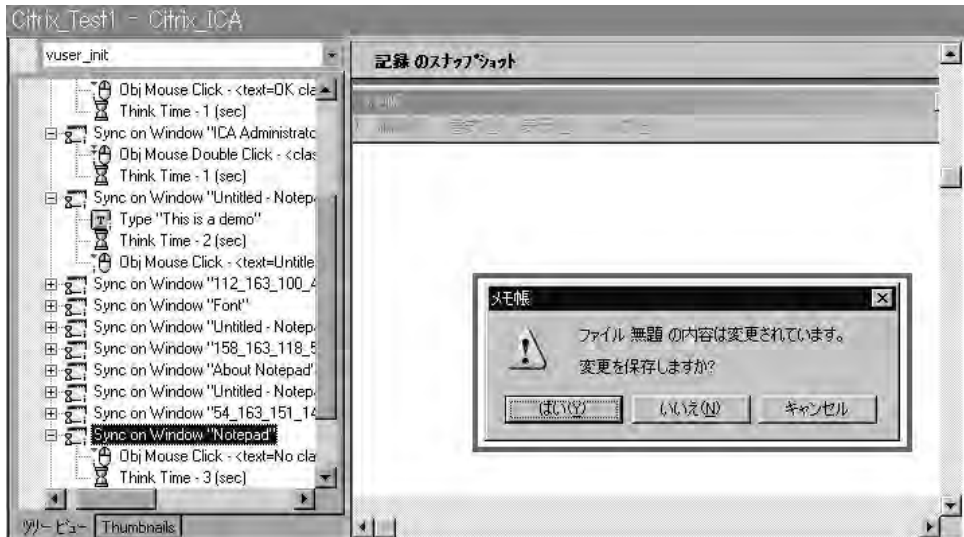 Citrix_Test1 - Citrix_ICA
vuser_init
Obj Mouse Click - <text=OK cla
Think Time - 1 (sec)
Sync on Window "ICA Administrato
Obj Mouse Double Click - <clas
Think Time - 1 (sec)
Sync on Window "Untitled - Notepa
Type "This is a demo"
Think Time - 2 (sec)
Obj Mouse Click - <text=Untitle
Sync on Window "112_163_100_4
Sync on Window "Font"
Sync on Window "Untitled - Notepa
Sync on Window "158_163_118_5
Sync on Window "About Notepad"
Sync on Window "Untitled - Notepa
Sync on Window "54_163_151_14
Sync on Window "Notepad"
Obj Mouse Click - <text=No cla
Think Time - 3 (sec)
ツリー ビュー
Thumbnails
記録 のスナップショット
メモ帳
ファイル 無題 の内容は変更されています。
変更を保存しますか?
はい(Y)
いいえ(N)
キャンセル